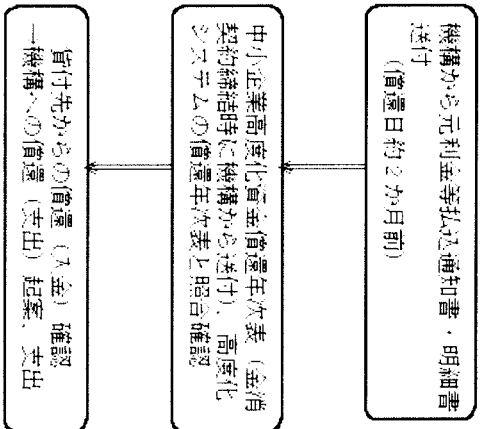 機構から元利金等払込通知書・明細書
送付
(償還日約2か月前)
中小企業高度化資金償還年次表(金消
契約締結時に機構から送付)、高度化
システムの償還年次表と照合確認
貸付先からの償還(入金)確認
→機構への償還(支出)起案、支出